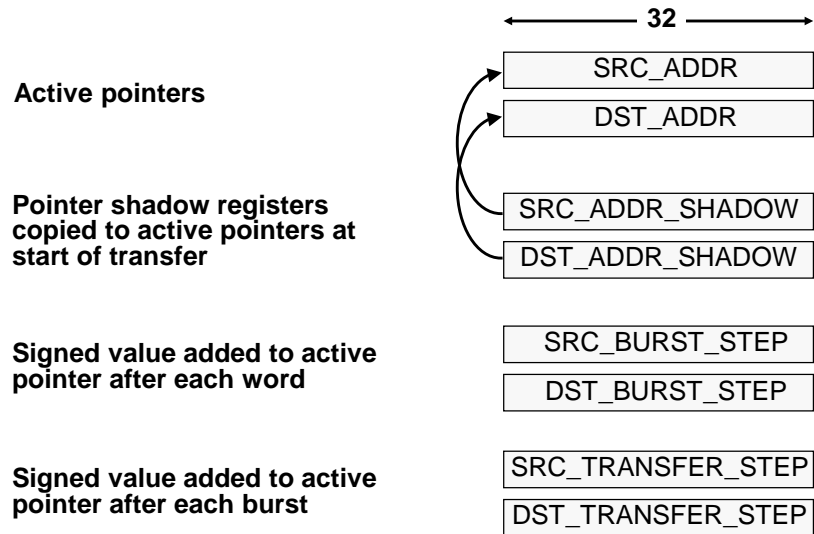 32
Active pointers
SRC_ADDR
DST_ADDR
Pointer shadow registers
copied to active pointers at
start of transfer
SRC_ADDR_SHADOW
DST_ADDR_SHADOW
Signed value added to active
pointer after each word
SRC_BURST_STEP
DST_BURST_STEP
Signed value added to active
pointer after each burst
SRC_TRANSFER_STEP
DST_TRANSFER_STEP